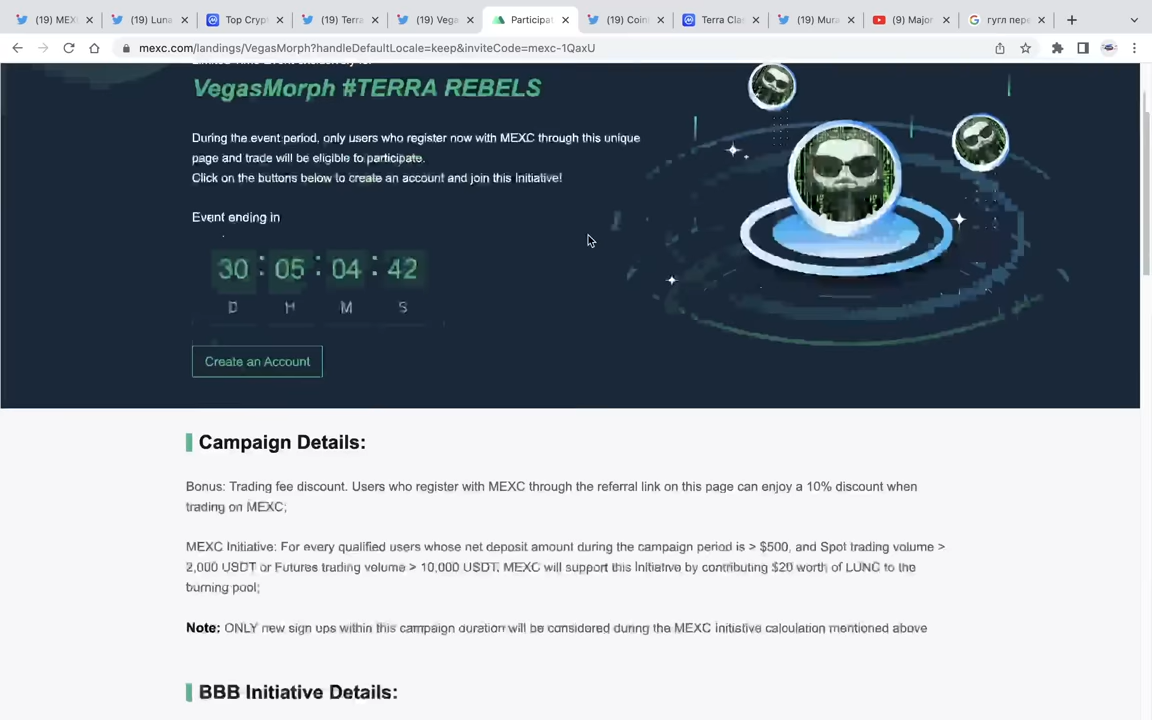 (19) MEX
(19) Luna
Top Cryp
(19) Terra
(19) Vega
Participat
(19) Coin
Terra Cla
(19) Mura
(9) Major
гугл пере
mexc.com/landings/VegasMorph?handleDefaultLocale=keep&inviteCode=mexc-1QaxU
VegasMorph #TERRA REBELS
During the event period, only users who register now with MEXC through this unique
page and trade will be eligible to participate.
Click on the buttons below to create an account and join this Initiative!
Event ending in
30 : 05 : 04 : 42
D H M S
Create an Account
Campaign Details:
Bonus: Trading fee discount. Users who register with MEXC through the referral link on this page can enjoy a 10% discount when
trading on MEXC;
MEXC Initiative: For every qualified users whose net deposit amount during the campaign period is > $500, and Spot trading volume >
2,000 USDT or Futures trading volume > 10,000 USDT, MEXC will support this Initiative by contributing $20 worth of LUNC to the
burning pool;
Note: ONLY new sign ups within this campaign duration will be considered during the MEXC Initiative calculation mentioned above
BBB Initiative Details: